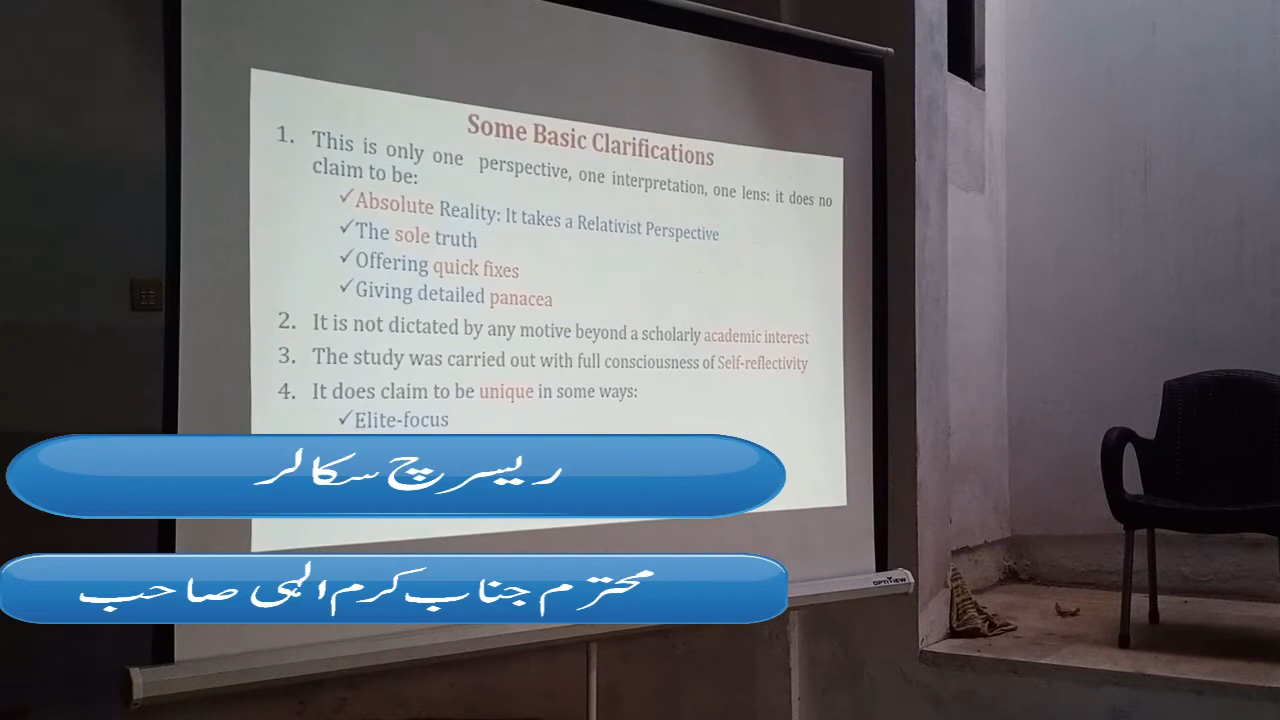 Some Basic Clarifications
1. This is only one perspective, one interpretation, one lens: it does no
claim to be:
✓Absolute Reality: It takes a Relativist Perspective
✓The sole truth
✓Offering quick fixes
✓Giving detailed panacea
2. It is not dictated by any motive beyond a scholarly academic interest
3. The study was carried out with full consciousness of Self-reflectivity
4. It does claim to be unique in some ways:
✓Elite-focus
ریسرچ سکالر
OPTIVIEW
محترم جناب کرم الہی صاحب